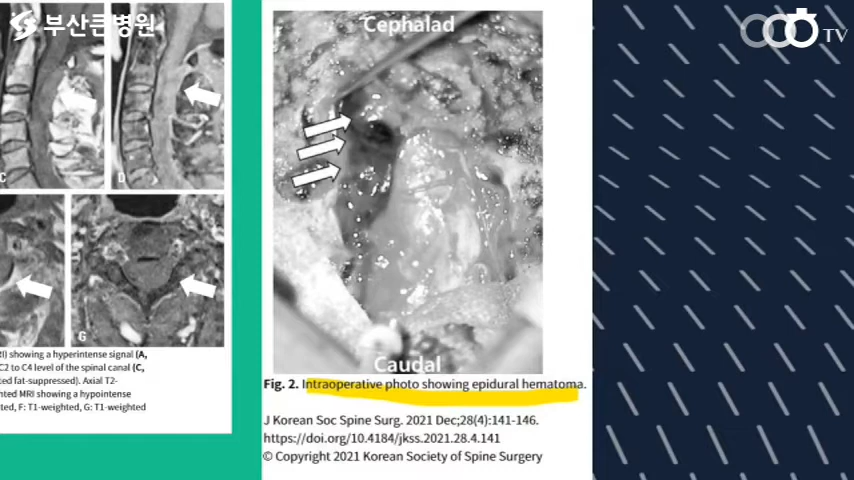 부산큰병원
TV
C
D
G
RI) showing a hyperintense signal (A,
C2 to C4 level of the spinal canal (C,
ted fat-suppressed). Axial T2-
nted MRI showing a hypointense
ted, F: T1-weighted, G: T1-weighted
Cephalad
Caudal
Fig. 2. Intraoperative photo showing epidural hematoma.
J Korean Soc Spine Surg. 2021 Dec;28(4):141-146.
https://doi.org/10.4184/jkss.2021.28.4.141
© Copyright 2021 Korean Society of Spine Surgery